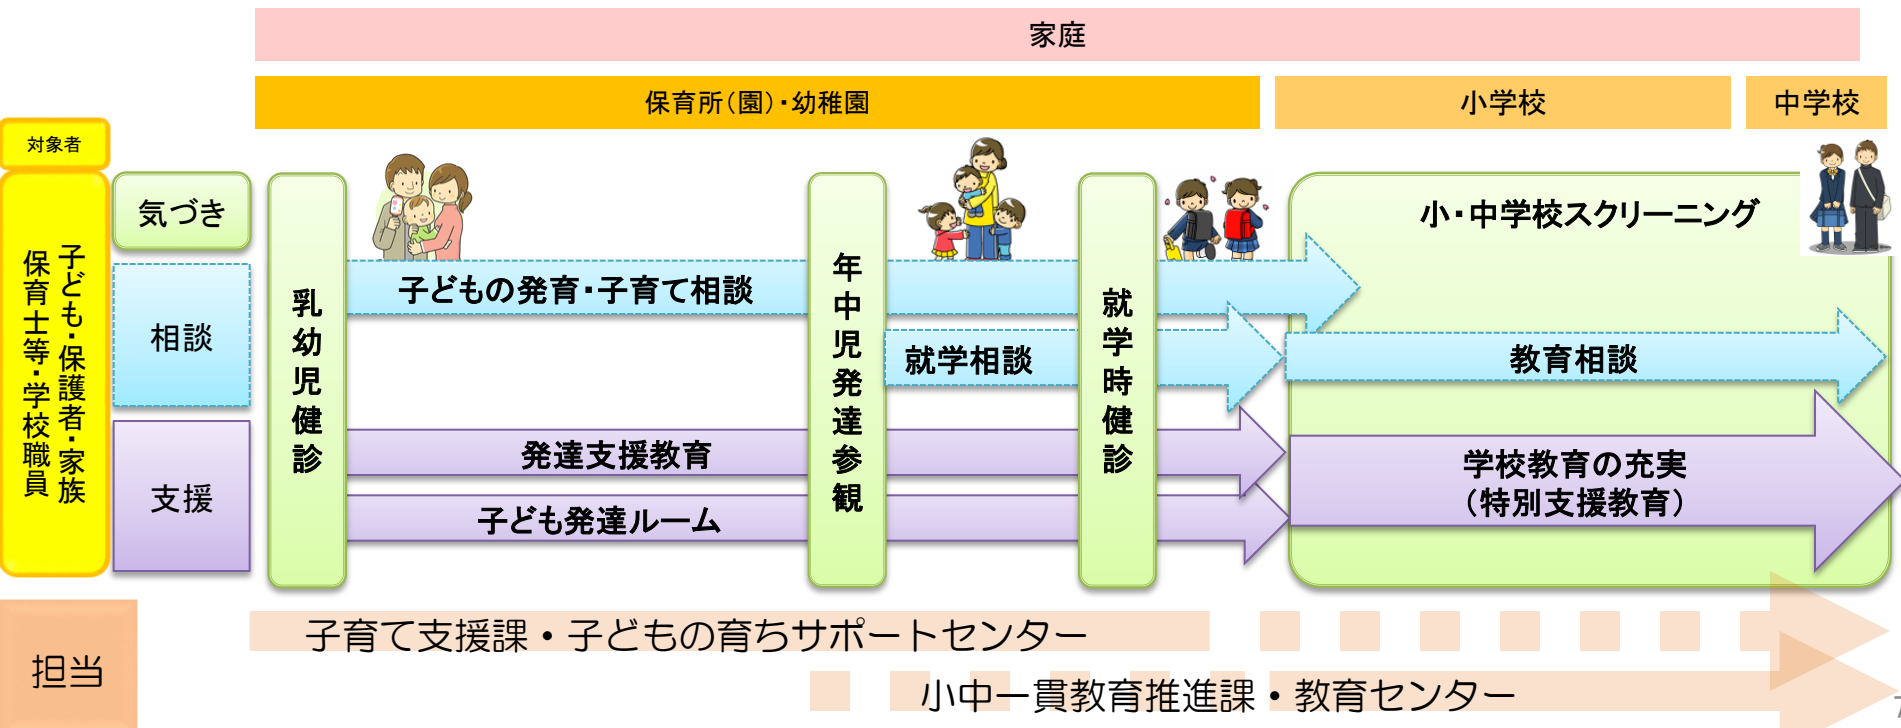 家庭
保育所(園)・幼稚園
小学校
中学校
対象者
子ども・保護者・家族
保育士等・学校職員
気づき
相談
支援
乳幼児健診
年中児発達参観
就学時健診
小・中学校スクリーニング
子どもの発育・子育て相談
就学相談
教育相談
発達支援教育
子ども発達ルーム
学校教育の充実
(特別支援教育)
担当
子育て支援課・子どもの育ちサポートセンター
小中一貫教育推進課・教育センター